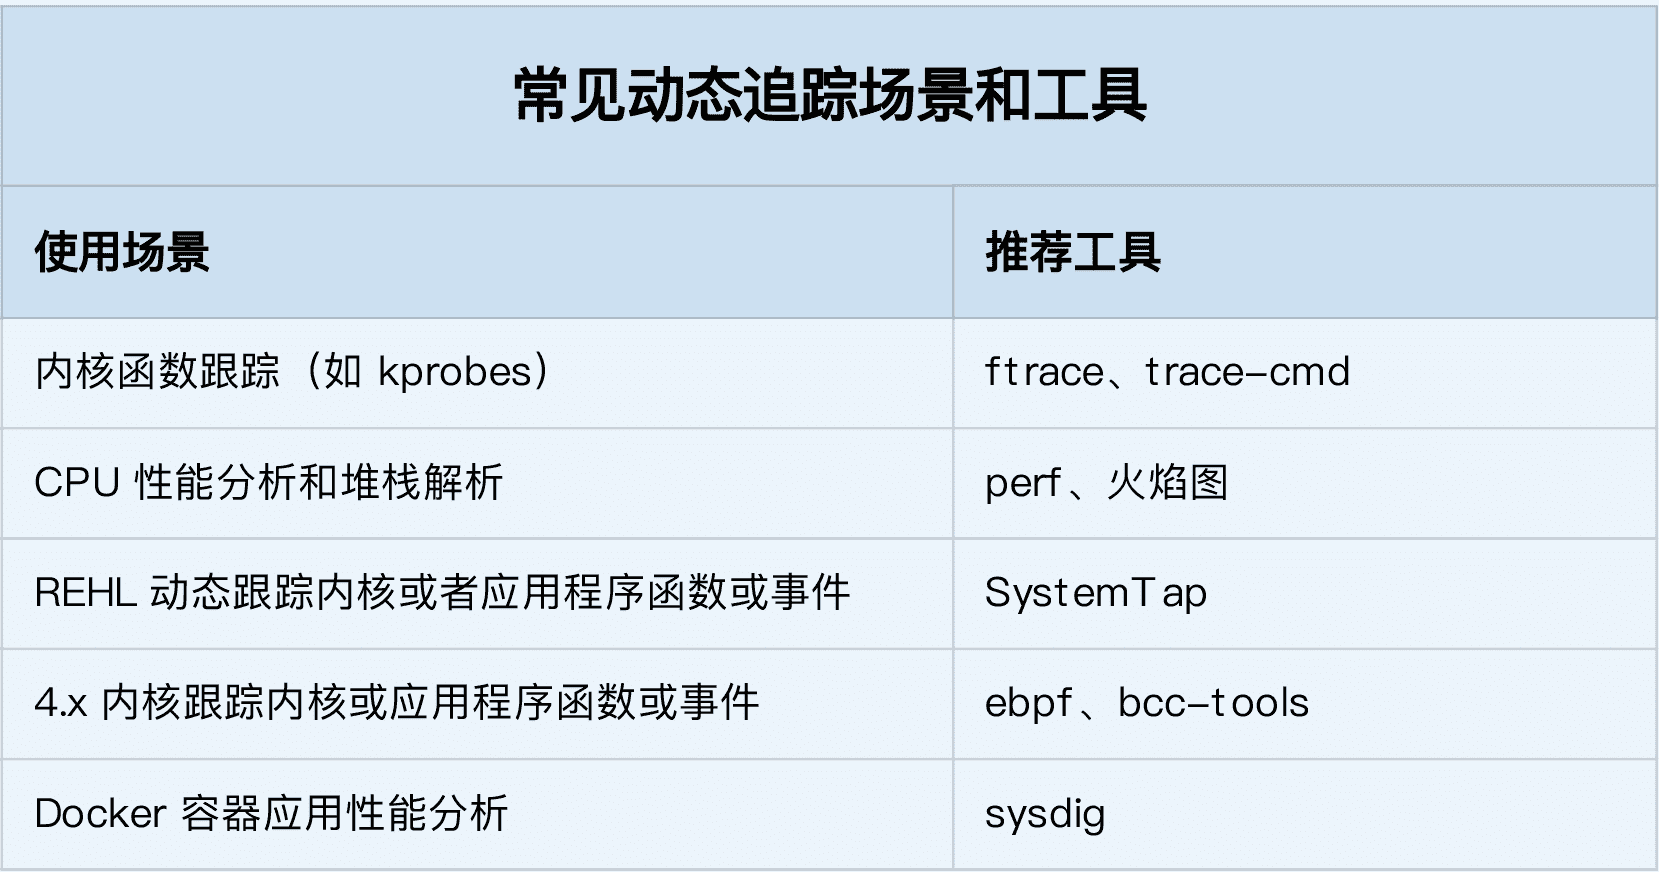 常见动态追踪场景和工具
使用场景 推荐工具
内核函数跟踪（如 kprobes） ftrace、trace-cmd
CPU 性能分析和堆栈解析 perf、火焰图
REHL 动态跟踪内核或者应用程序函数或事件 SystemTap
4.x 内核跟踪内核或应用程序函数或事件 ebpf、bcc-tools
Docker 容器应用性能分析 sysdig